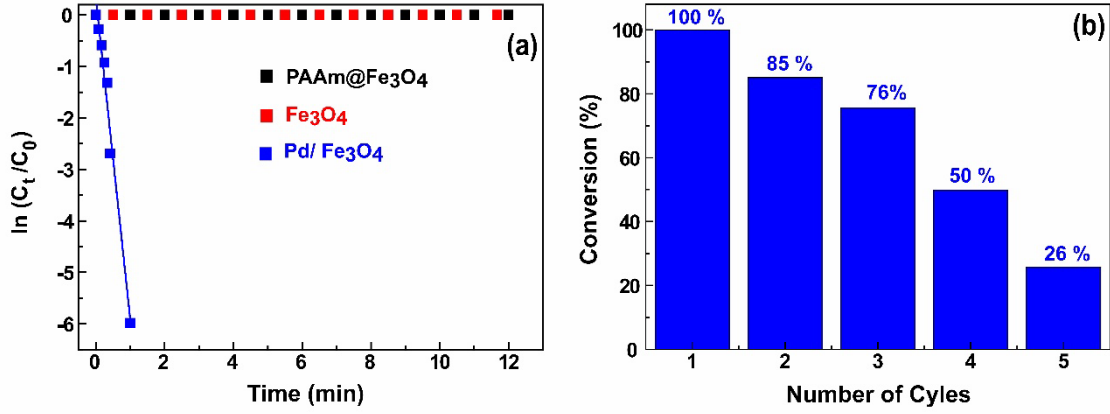 (a)
ln (Ct /C0)
0
-1
-2
-3
-4
-5
-6
PAAm@Fe3O4
Fe3O4
Pd/ Fe3O4
0 2 4 6 8 10 12
Time (min)
(b)
Conversion (%)
100
80
60
40
20
0
100 %
85 %
76%
50 %
26 %
1 2 3 4 5
Number of Cyles